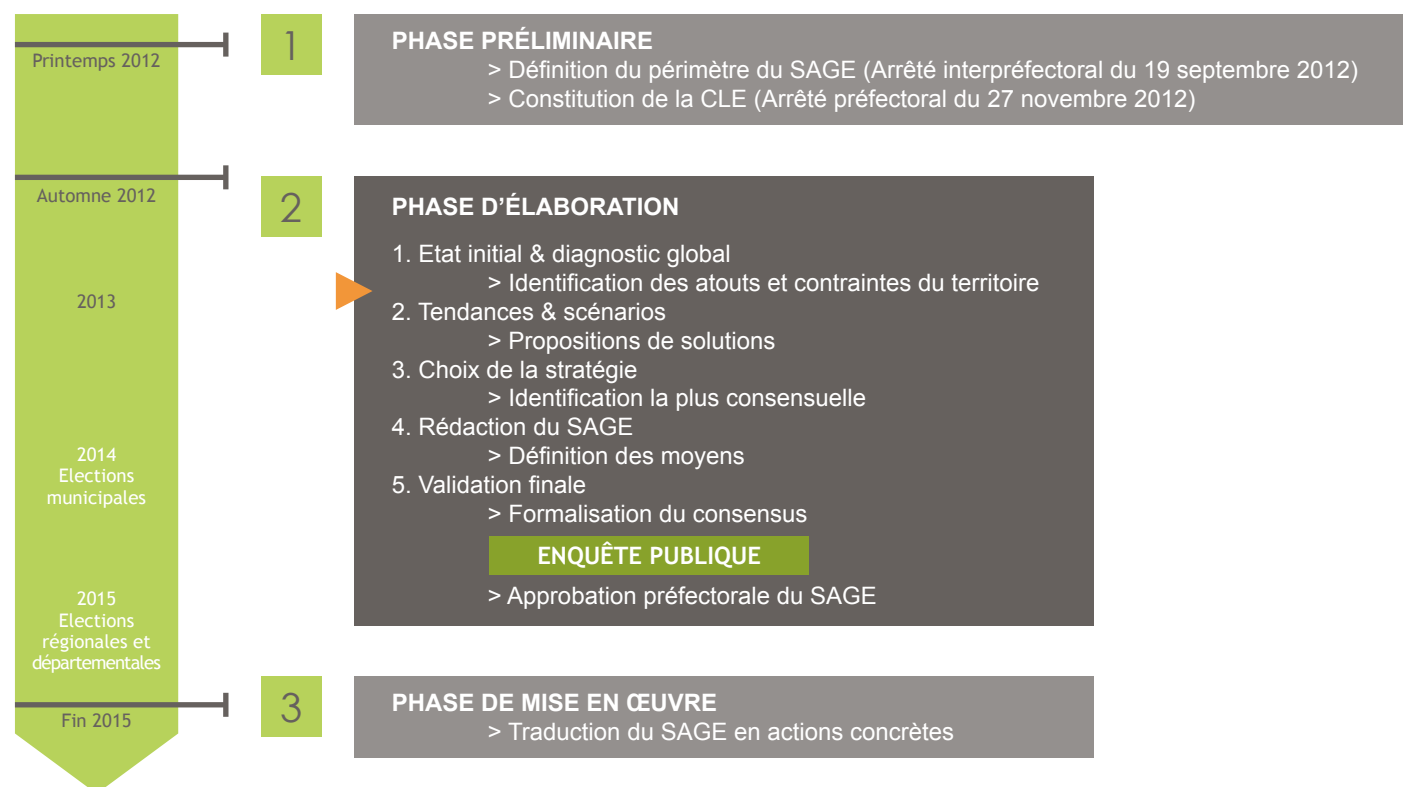 Printemps 2012
1
PHASE PRÉLIMINAIRE
> Définition du périmètre du SAGE (Arrêté interpréfectoral du 19 septembre 2012)
> Constitution de la CLE (Arrêté préfectoral du 27 novembre 2012)
Automne 2012
2
PHASE D’ÉLABORATION
1. Etat initial & diagnostic global
> Identification des atouts et contraintes du territoire
2013
2. Tendances & scénarios
> Propositions de solutions
3. Choix de la stratégie
> Identification la plus consensuelle
4. Rédaction du SAGE
> Définition des moyens
5. Validation finale
> Formalisation du consensus
ENQUÊTE PUBLIQUE
> Approbation préfectorale du SAGE
2014
Elections
municipales
2015
Elections
régionales et
départementales
Fin 2015
3
PHASE DE MISE EN ŒUVRE
> Traduction du SAGE en actions concrètes